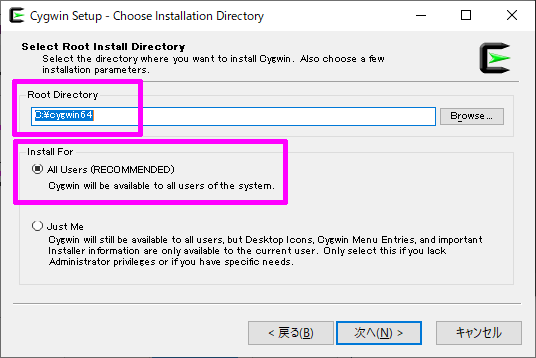 Cygwin Setup - Choose Installation Directory
Select Root Install Directory
Select the directory where you want to install Cygwin. Also choose a few
installation parameters.
Root Directory
C:¥cygwin64
Browse...
Install For
All Users (RECOMMENDED)
Cygwin will be available to all users of the system.
Just Me
Cygwin will still be available to all users, but Desktop Icons, Cygwin Menu Entries, and important
Installer information are only available to the current user. Only select this if you lack
Administrator privileges or if you have specific needs.
< 戻る(B)
次へ(N) >
キャンセル